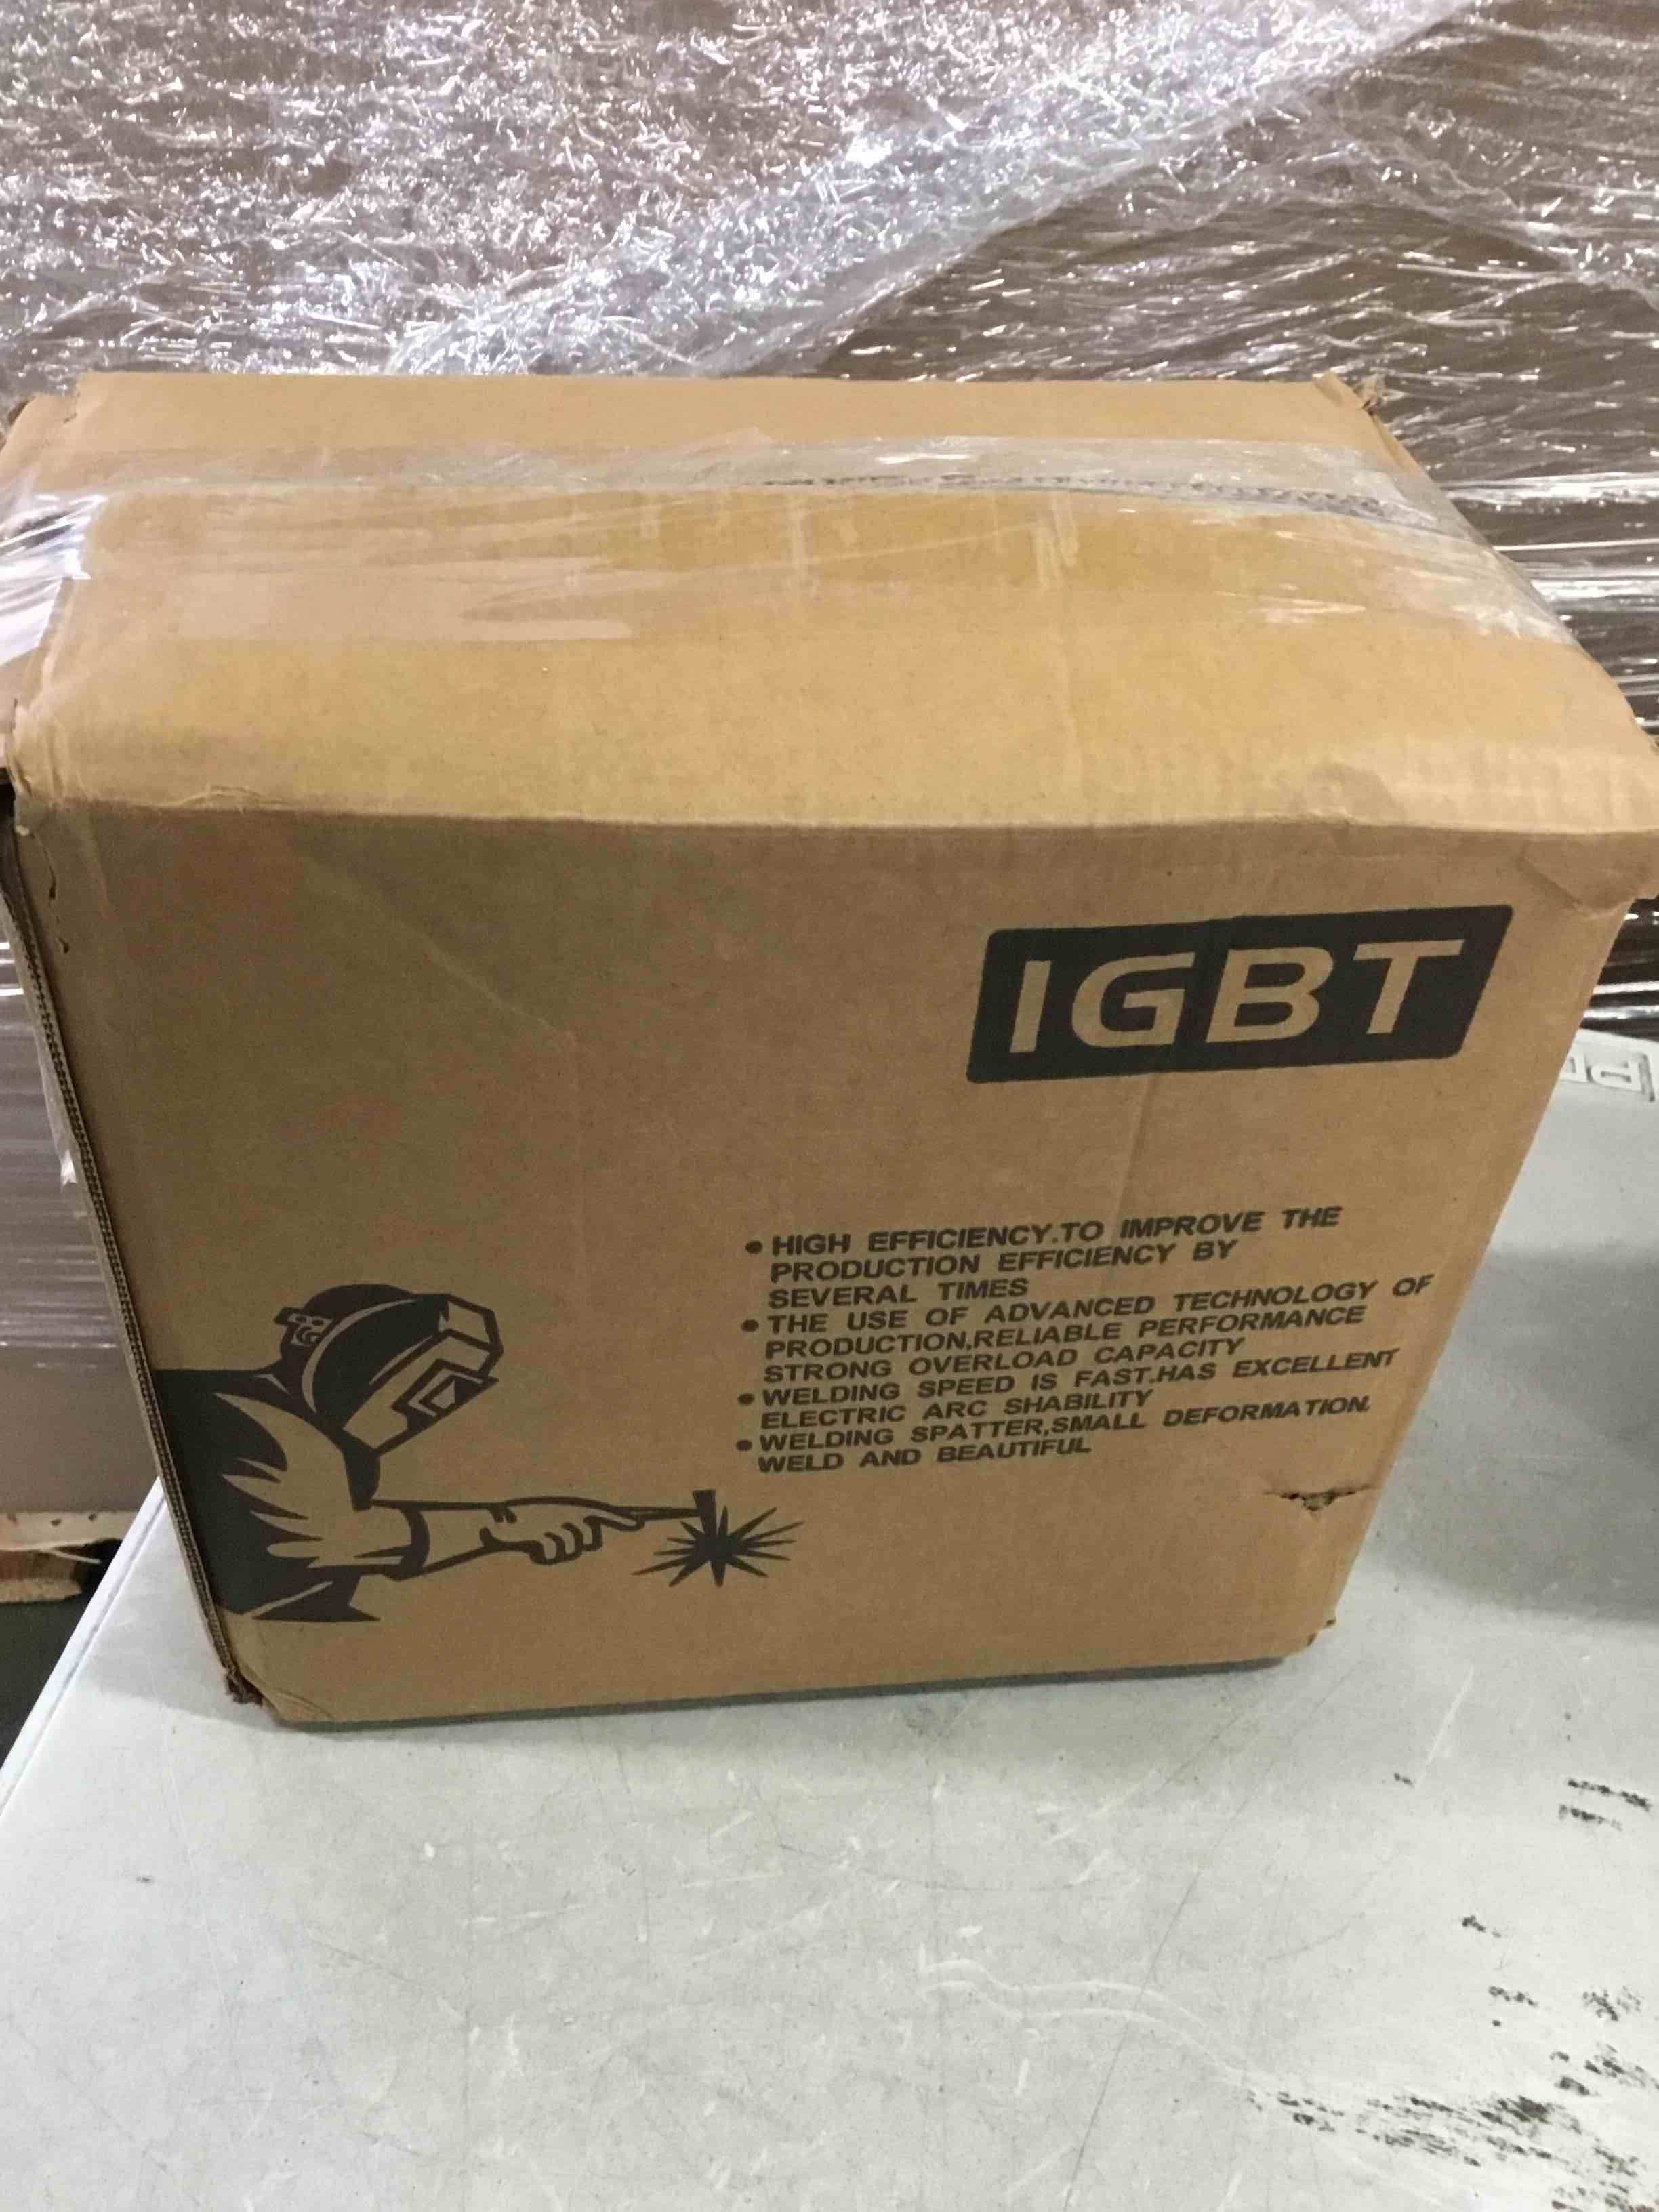 IGBT
• HIGH EFFICIENCY.TO IMPROVE THE
PRODUCTION EFFICIENCY BY
SEVERAL TIMES
• THE USE OF ADVANCED TECHNOLOGY OF
PRODUCTION,RELIABLE PERFORMANCE
STRONG OVERLOAD CAPACITY
• WELDING SPEED IS FAST.HAS EXCELLENT
ELECTRIC ARC SHABILITY
• WELDING SPATTER,SMALL DEFORMATION,
WELD AND BEAUTIFUL